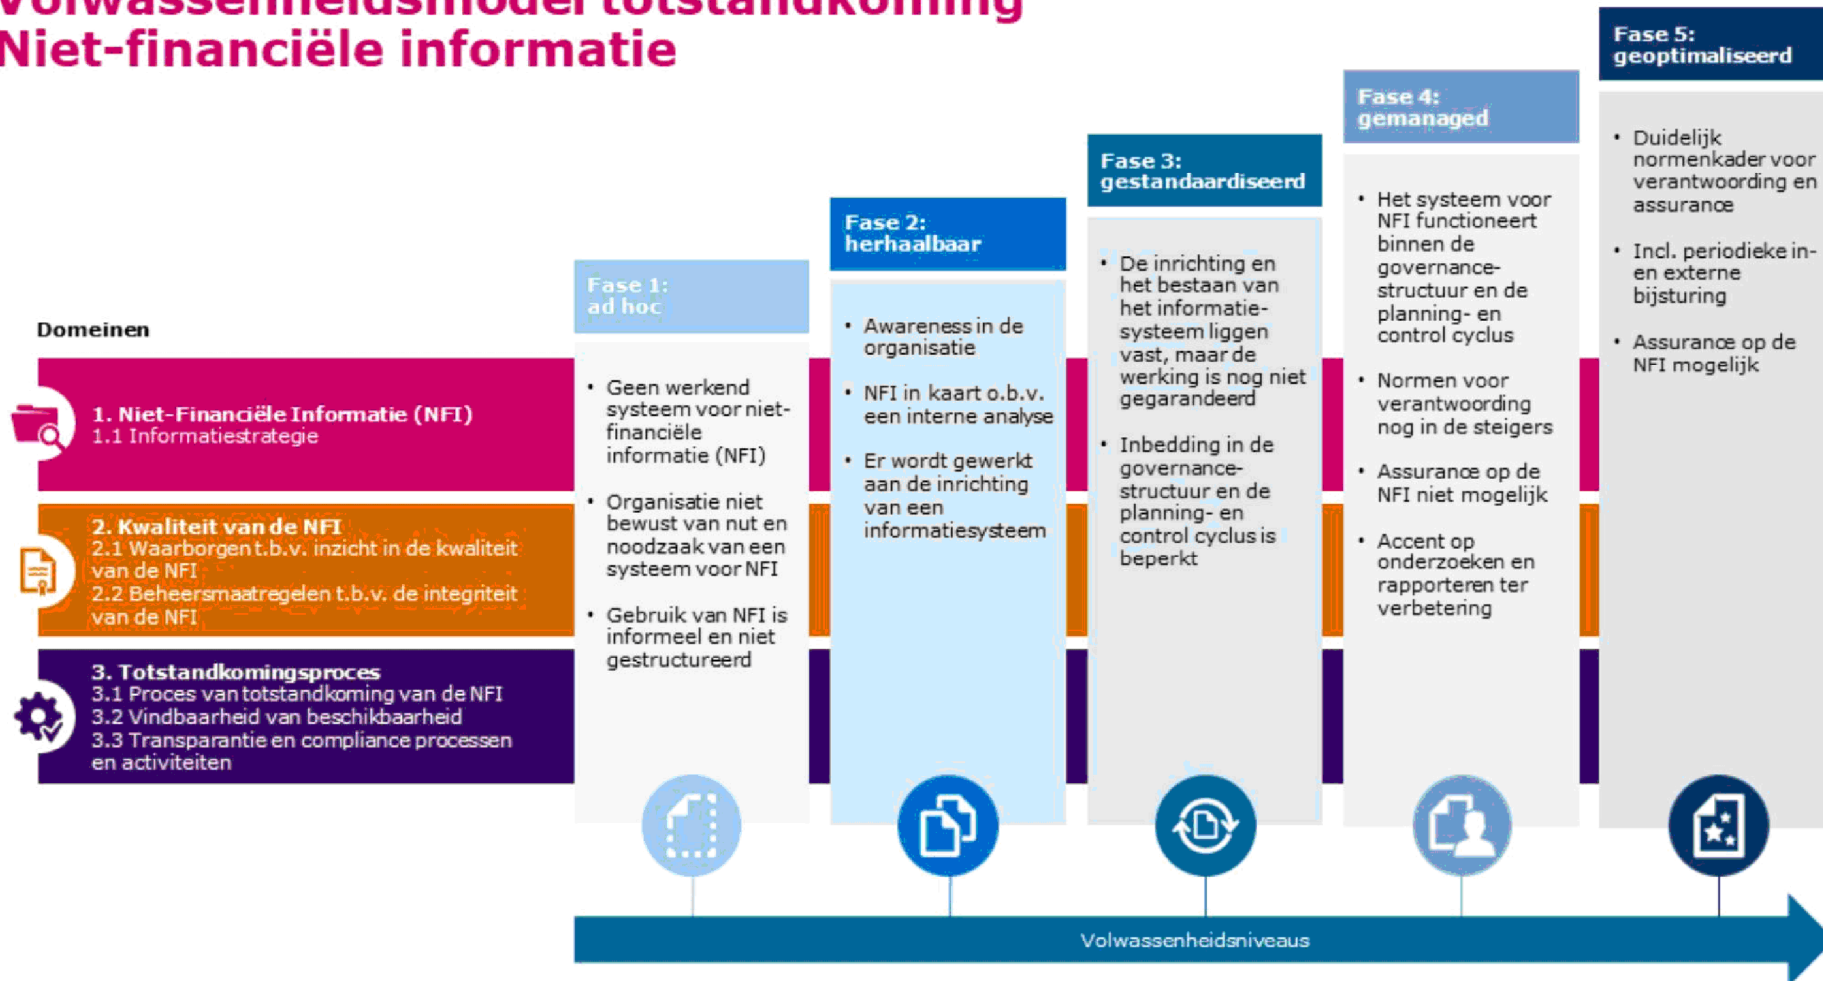 Volwassenheidsmodel totstandkoming
Niet-financiële informatie
Domeinen
1. Niet-Financiële Informatie (NFI)
1.1 Informatiestrategie
2. Kwaliteit van de NFI
2.1 Waarborgen t.b.v. inzicht in de kwaliteit
van de NFI
2.2 Beheersmaatregelen t.b.v. de integriteit
van de NFI
3. Totstandkomingsproces
3.1 Proces van totstandkoming van de NFI
3.2 Vindbaarheid van beschikbaarheid
3.3 Transparantie en compliance processen
en activiteiten
Fase 1:
ad hoc
• Geen werkend
systeem voor niet-
financiële
informatie (NFI)
• Organisatie niet
bewust van nut en
noodzaak van een
systeem voor NFI
• Gebruik van NFI is
informeel en niet
gestructureerd
Fase 2:
herhaalbaar
• Awareness in de
organisatie
• NFI in kaart o.b.v.
een interne analyse
• Er wordt gewerkt
aan de inrichting
van een
informatiesysteem
Fase 3:
gestandaardiseerd
• De inrichting en
het bestaan van
het informatie-
systeem liggen
vast, maar de
werking is nog niet
gegarandeerd
• Inbedding in de
governance-
structuur en de
planning- en
control cyclus is
beperkt
Fase 4:
gemanaged
• Het systeem voor
NFI functioneert
binnen de
governance-
structuur en de
planning- en
control cyclus
• Normen voor
verantwoording
nog in de steigers
• Assurance op de
NFI niet mogelijk
• Accent op
onderzoeken en
rapporteren ter
verbetering
Fase 5:
geoptimaliseerd
• Duidelijk
normenkader voor
verantwoording en
assurance
• Incl. periodieke in-
en externe
bijsturing
• Assurance op de
NFI mogelijk
Volwassenheidsniveaus